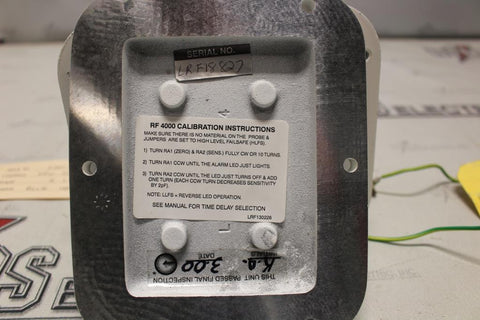 SERIAL NO.
LRF18827
RF 4000 CALIBRATION INSTRUCTIONS
MAKE SURE THERE IS NO MATERIAL ON THE PROBE &
JUMPERS ARE SET TO HIGH LEVEL FAILSAFE (HLFS)
1) TURN RA1 (ZERO) & RA2 (SENS.) FULLY CW OR 10 TURNS.
2) TURN RA1 CCW UNTIL THE ALARM LED JUST LIGHTS.
3) TURN RA2 CCW UNTIL THE LED JUST TURNS OFF & ADD
ONE TURN (EACH CCW TURN DECREASES SENSITIVITY
BY 2pF).
NOTE: LLFS = REVERSE LED OPERATION.
SEE MANUAL FOR TIME DELAY SELECTION
LRF130226
THIS UNIT PASSED FINAL INSPECTION
DATE
3.00